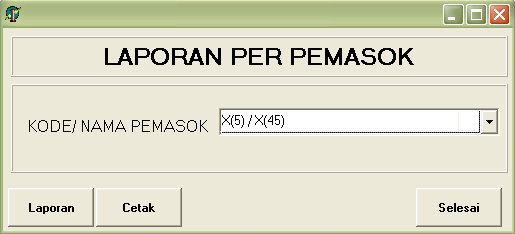 LAPORAN PER PEMASOK
KODE/ NAMA PEMASOK X(5) / X(45)
Laporan Cetak Selesai